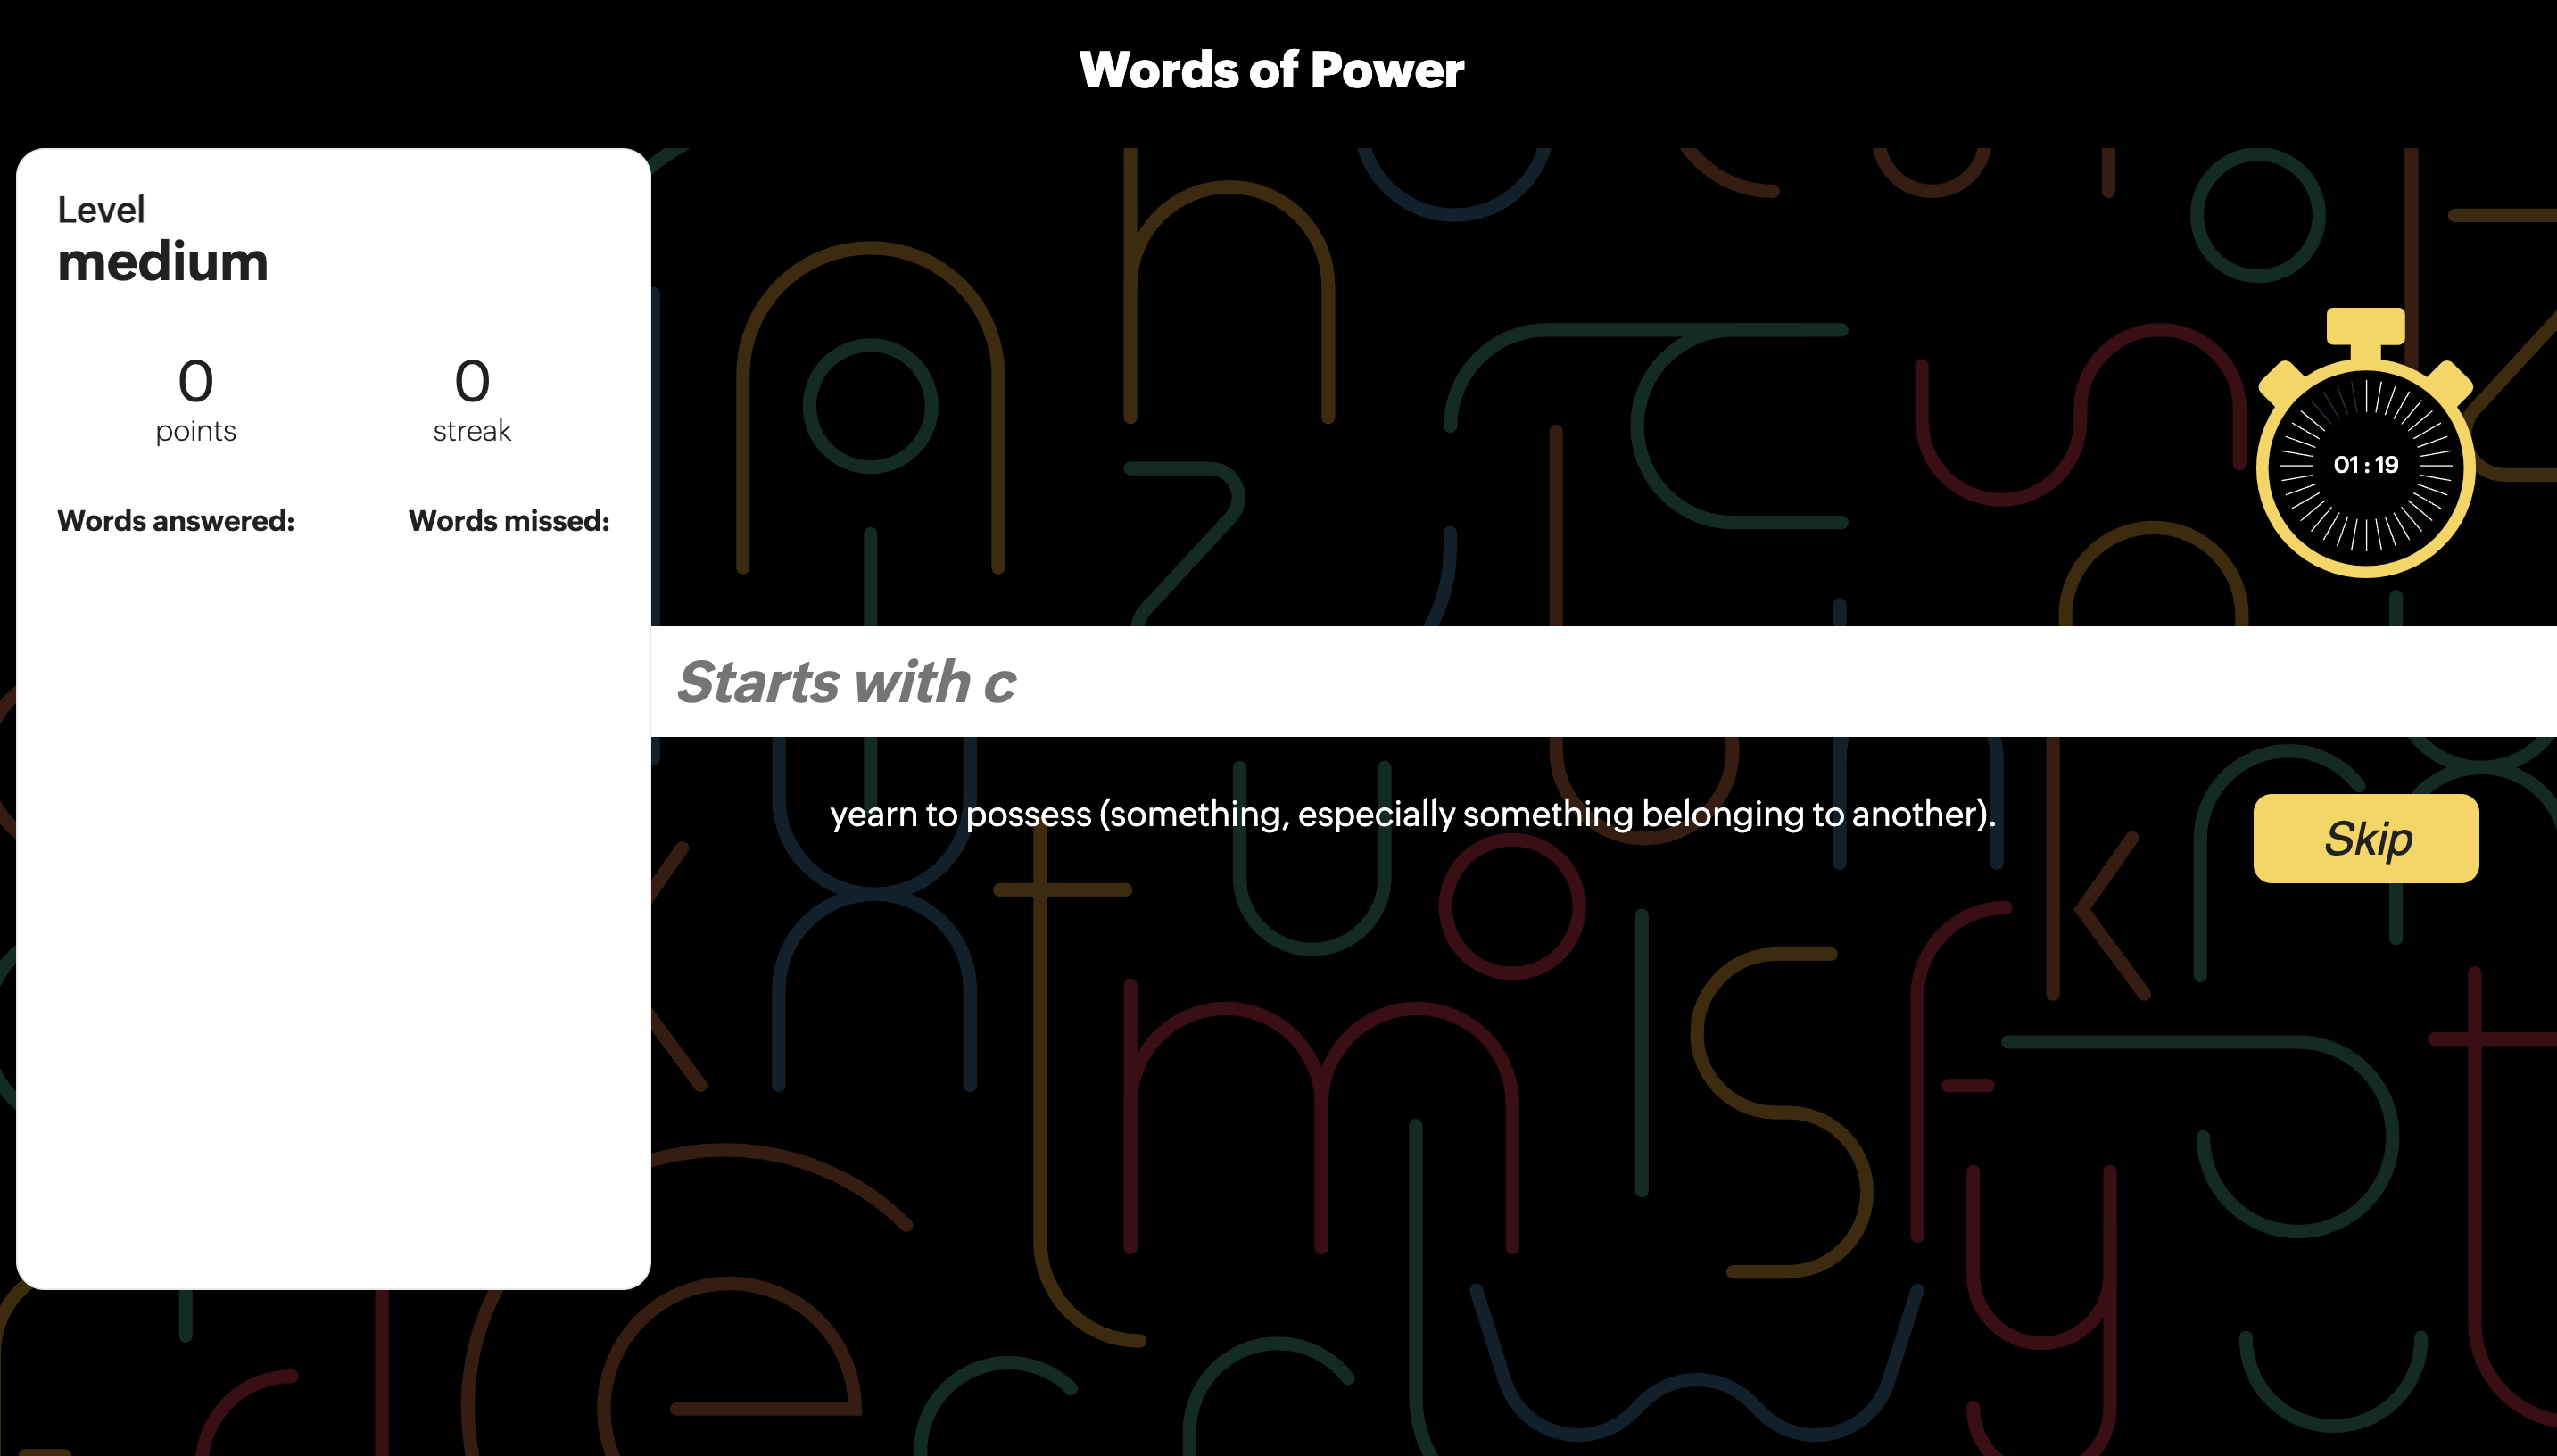 Words of Power
Level
medium
0
points
0
streak
Words answered:
Words missed:
01 : 19
Starts with c
yearn to possess (something, especially something belonging to another).
Skip